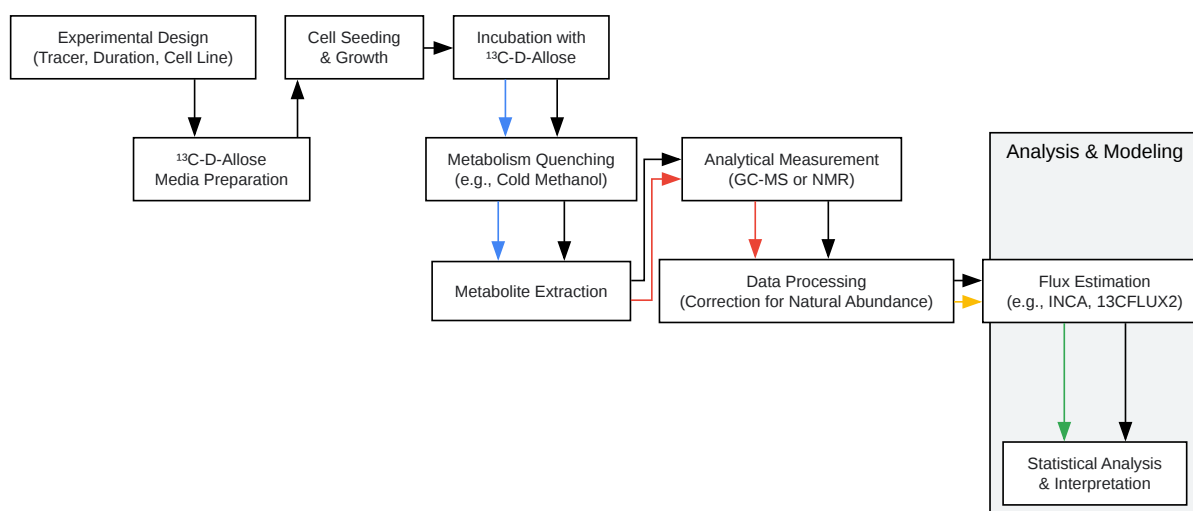 Experimental Design
(Tracer, Duration, Cell Line)
¹³C-D-Allose
Media Preparation
Cell Seeding
& Growth
Incubation with
¹³C-D-Allose
Metabolism Quenching
(e.g., Cold Methanol)
Metabolite Extraction
Analytical Measurement
(GC-MS or NMR)
Data Processing
(Correction for Natural Abundance)
Analysis & Modeling
Flux Estimation
(e.g., INCA, 13CFLUX2)
Statistical Analysis
& Interpretation